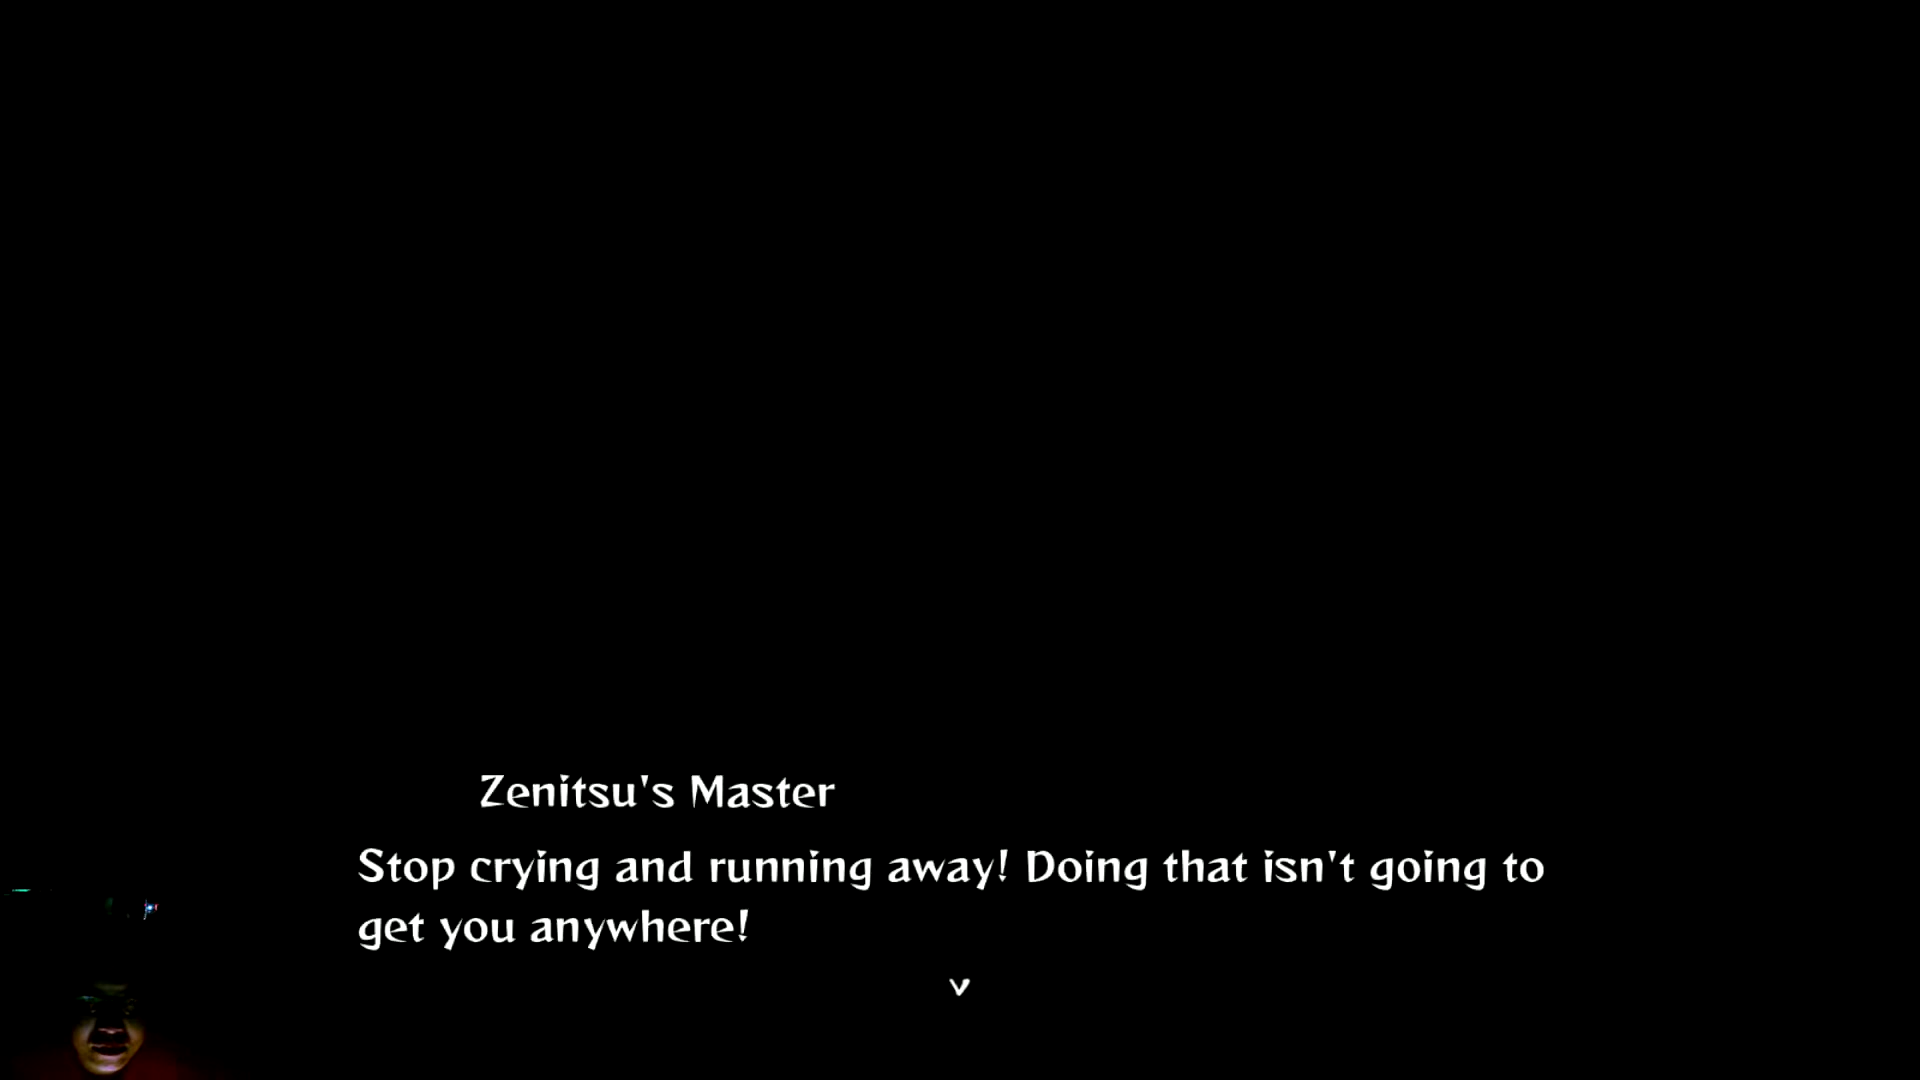 Zenitsu's Master
Stop crying and running away! Doing that isn't going to
get you anywhere!